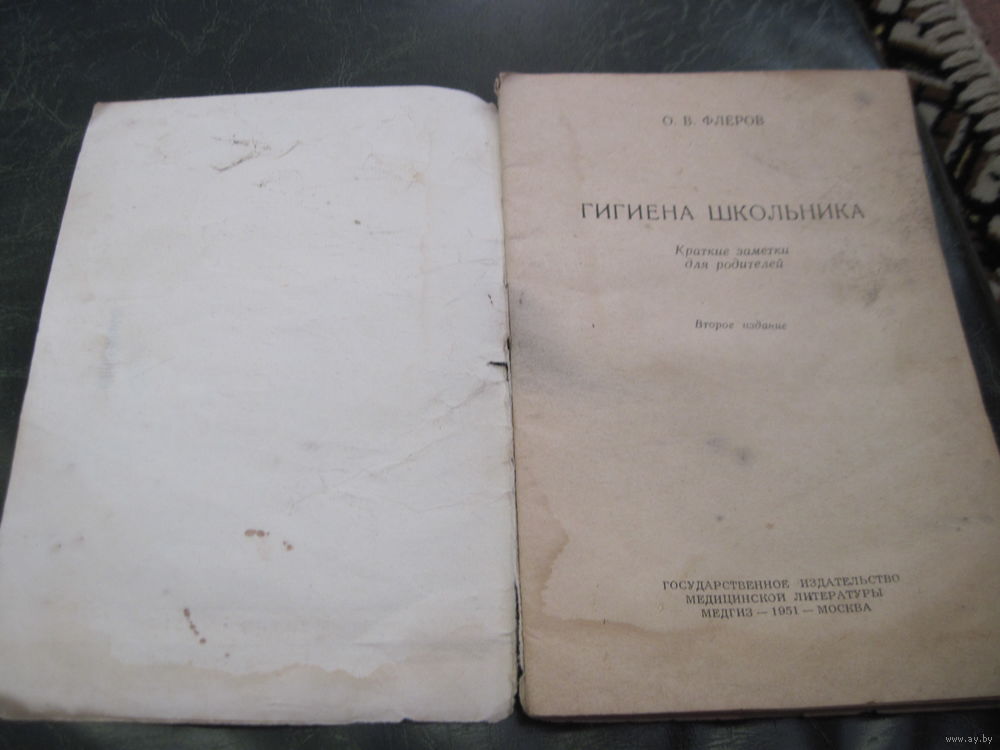 О. В. ФЛЕРОВ
ГИГИЕНА ШКОЛЬНИКА
Краткие заметки
для родителей
Второе издание
ГОСУДАРСТВЕННОЕ ИЗДАТЕЛЬСТВО
МЕДИЦИНСКОЙ ЛИТЕРАТУРЫ
МЕДГИЗ — 1951 — МОСКВА
www.ay.by